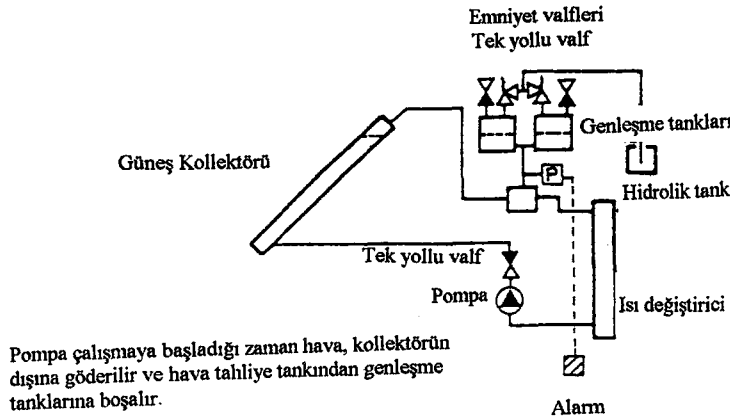 Emniyet valfleri
Tek yollu valf
Güneş Kollektörü
Genleşme tankları
P
Hidrolik tank
Tek yollu valf
Pompa
Isı değiştirici
Pompa çalışmaya başladığı zaman hava, kollektörün
dışına göderilir ve hava tahliye tankından genleşme
tanklarına boşalır.
Alarm